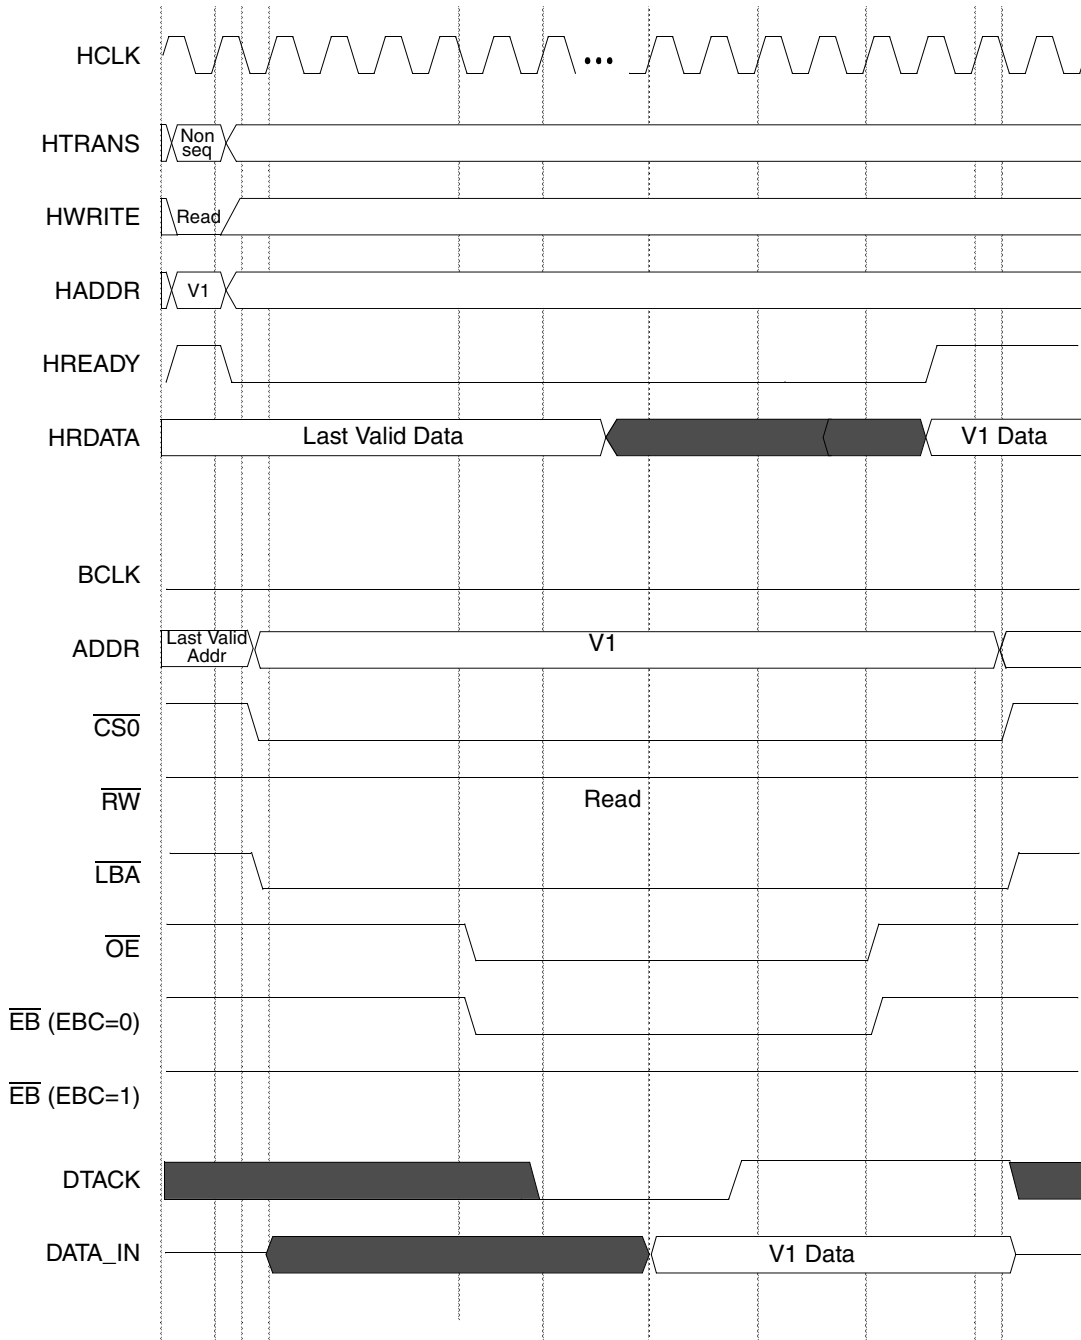 HCLK
HTRANS
Non
seq
HWRITE
Read
HADDR
V1
HREADY
HRDATA
Last Valid Data
V1 Data
BCLK
ADDR
Last Valid
Addr
V1
CS0
RW
Read
LBA
OE
EB (EBC=0)
EB (EBC=1)
DTACK
DATA_IN
V1 Data